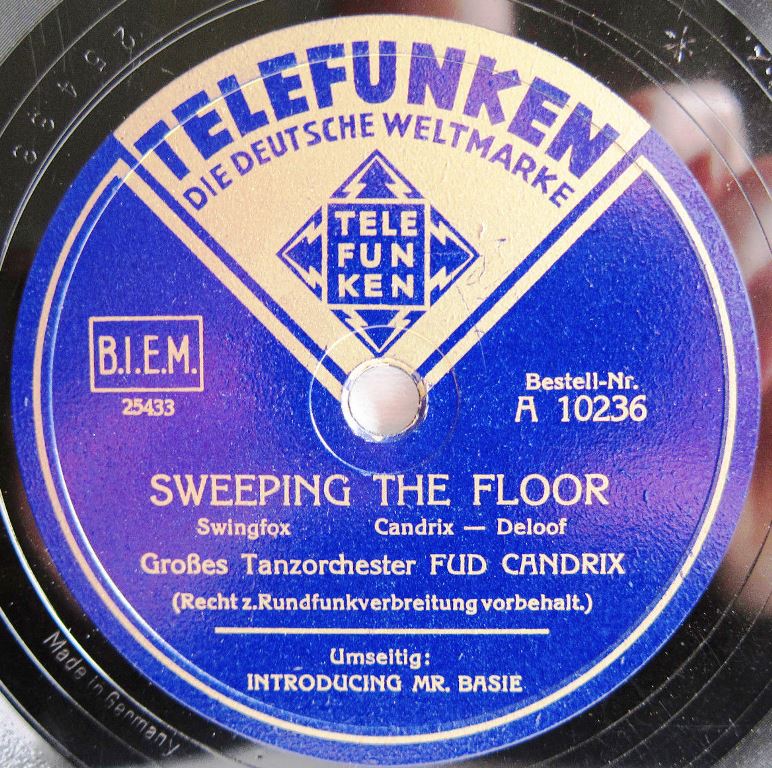 TELEFUNKEN
DIE DEUTSCHE WELTMARKE
TELE
FUN
KEN
B.I.E.M.
25433
Bestell-Nr.
A 10236
SWEEPING THE FLOOR
Swingfox Candrix — Deloof
Großes Tanzorchester FUD CANDRIX
(Recht z.Rundfunkverbreitung vorbehalt.)
Umseitig:
INTRODUCING MR. BASIE
Made in Germany